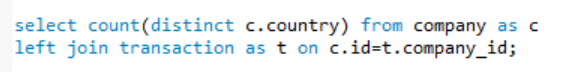 select count(distinct c.country) from company as c
left join transaction as t on c.id=t.company_id;